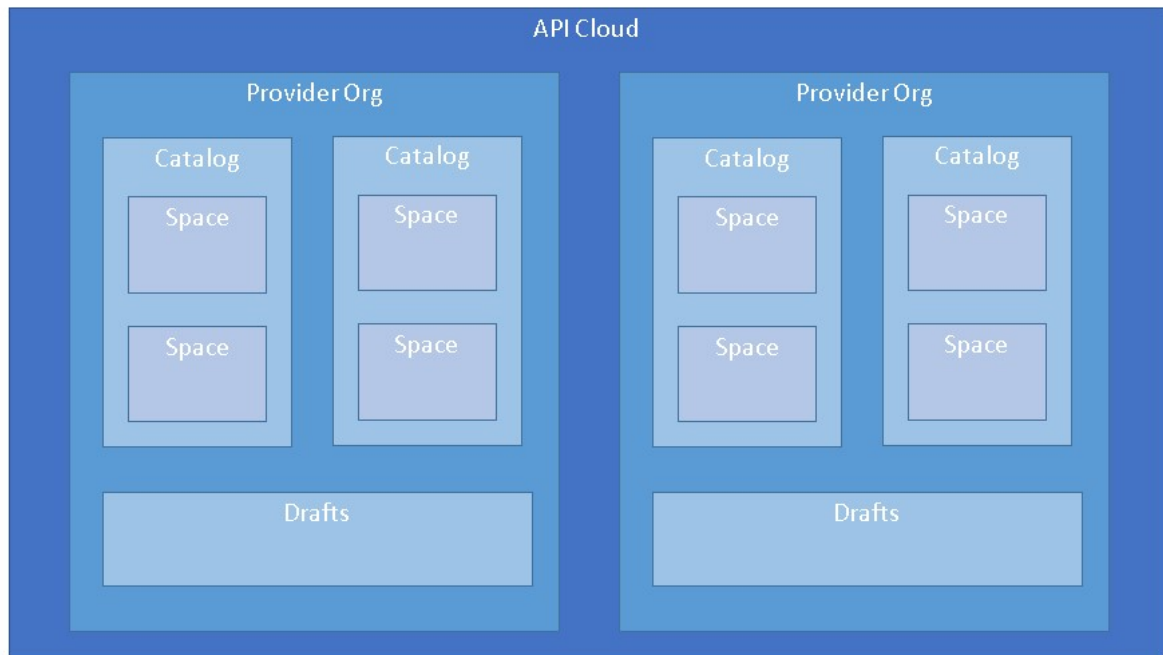 API Cloud
Provider Org
Catalog
Catalog
Space
Space
Space
Space
Drafts
Provider Org
Catalog
Catalog
Space
Space
Space
Space
Drafts